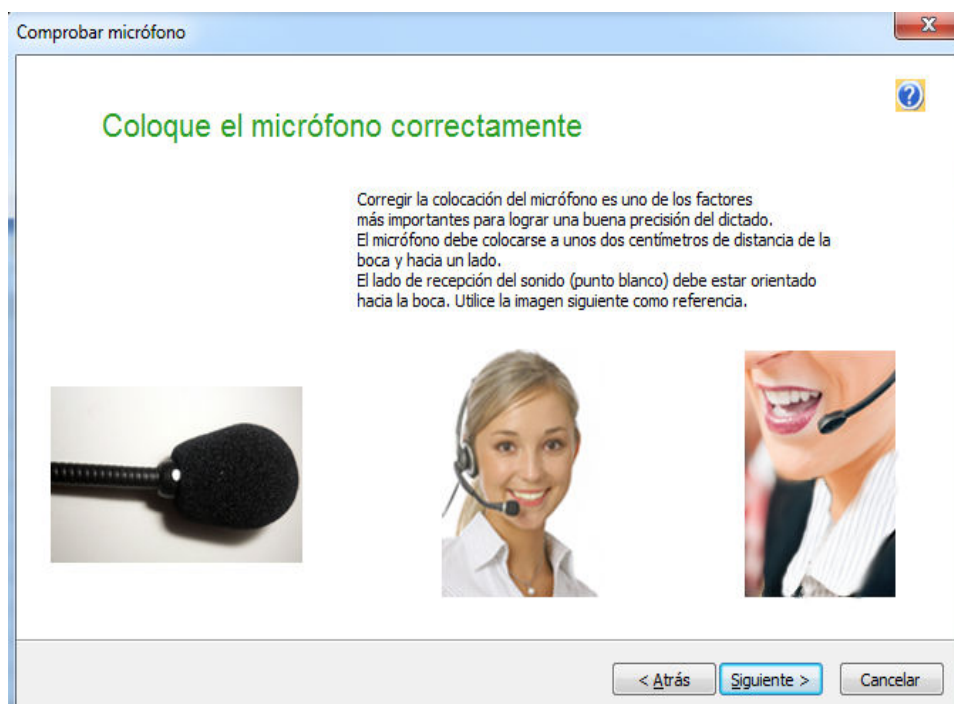 Comprobar micrófono
Coloque el micrófono correctamente
Corregir la colocación del micrófono es uno de los factores
más importantes para lograr una buena precisión del dictado.
El micrófono debe colocarse a unos dos centímetros de distancia de la
boca y hacia un lado.
El lado de recepción del sonido (punto blanco) debe estar orientado
hacia la boca. Utilice la imagen siguiente como referencia.
< Atrás Siguiente > Cancelar